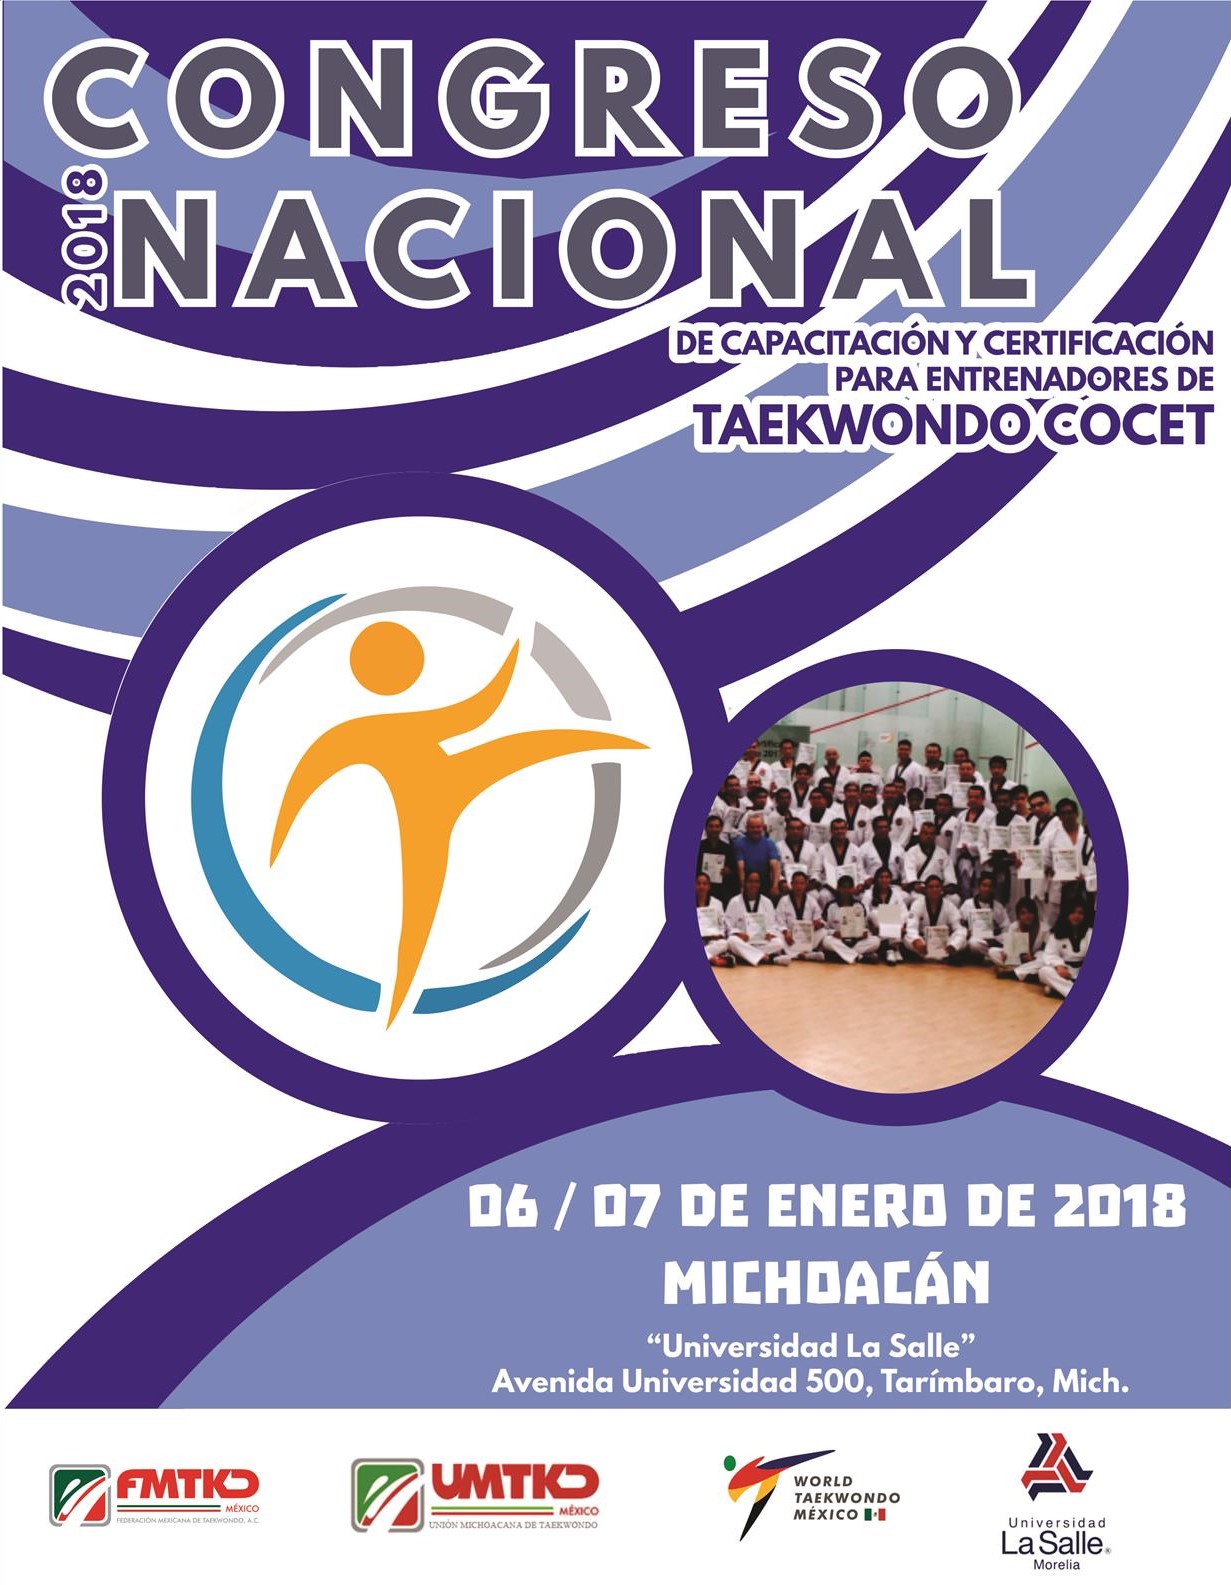 CONGRESO
2018
NACIONAL
DE CAPACITACIÓN Y CERTIFICACIÓN
PARA ENTRENADORES DE
TAEKWONDO COCET
06 / 07 DE ENERO DE 2018
MICHOACÁN
“Universidad La Salle”
Avenida Universidad 500, Tarímbaro, Mich.
FMTKD
MÉXICO
FEDERACIÓN MEXICANA DE TAEKWONDO, A.C.
UMTKD
MÉXICO
UNIÓN MICHOACANA DE TAEKWONDO
WORLD
TAEKWONDO
MÉXICO
Universidad
La Salle®
Morelia